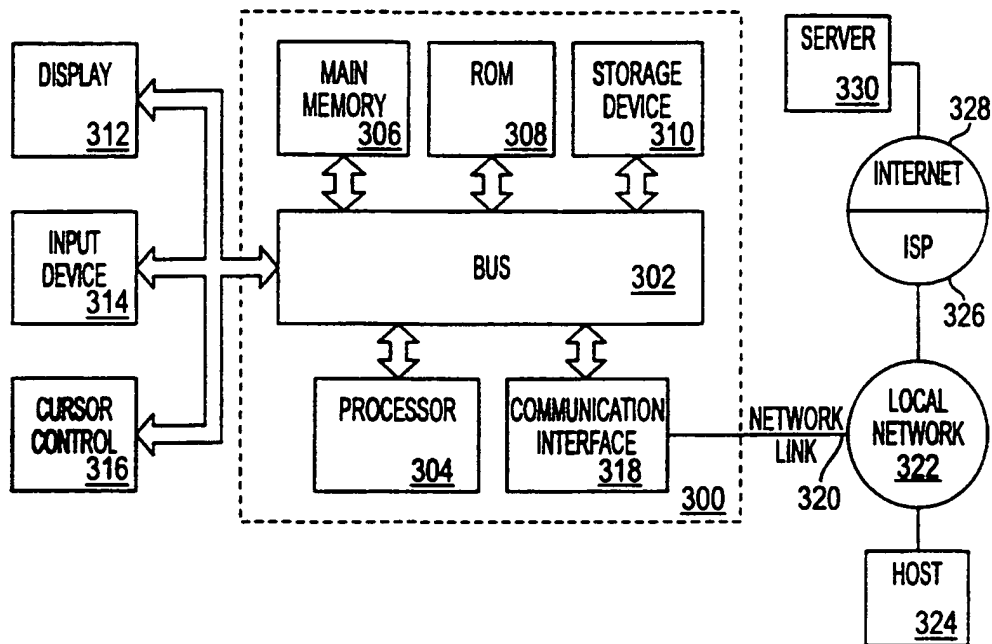 DISPLAY
312
INPUT
DEVICE
314
CURSOR
CONTROL
316
MAIN
MEMORY
306
ROM
308
STORAGE
DEVICE
310
BUS
302
PROCESSOR
304
COMMUNICATION
INTERFACE
318
300
SERVER
330
328
INTERNET
ISP
326
NETWORK
LINK
320
LOCAL
NETWORK
322
HOST
324